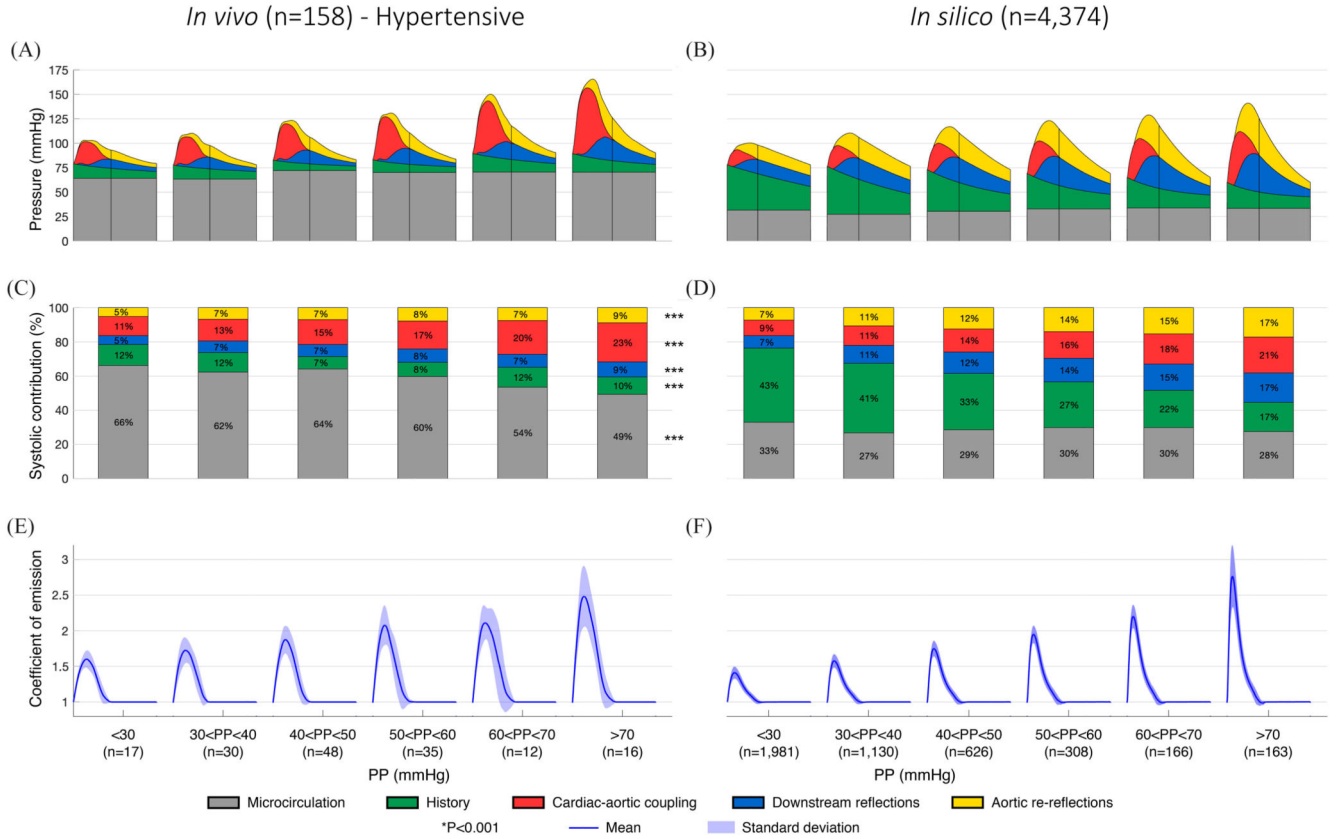 In vivo (n=158) - Hypertensive
In silico (n=4,374)
(A)
(B)
Pressure (mmHg)
175
150
125
100
75
50
25
0
(C)
(D)
Systolic contribution (%)
100
80
60
40
20
0
5% 7% 7% 8% 7% 9% ***
11% 13% 15% 17% 20% 23% ***
5% 7% 7% 8% 7% 9% ***
12% 12% 7% 8% 12% 10% ***
66% 62% 64% 60% 54% 49% ***
7% 11% 12% 14% 15% 17%
9% 11% 14% 16% 18% 21%
7% 11% 12% 14% 15% 17%
43% 41% 33% 27% 22% 17%
33% 27% 29% 30% 30% 28%
(E)
(F)
Coefficient of emission
3
2.5
2
1.5
1
<30 30<PP<40 40<PP<50 50<PP<60 60<PP<70 >70
(n=17) (n=30) (n=48) (n=35) (n=12) (n=16)
PP (mmHg)
<30 30<PP<40 40<PP<50 50<PP<60 60<PP<70 >70
(n=1,981) (n=1,130) (n=626) (n=308) (n=166) (n=163)
PP (mmHg)
Microcirculation History Cardiac-aortic coupling Downstream reflections Aortic re-reflections
*P<0.001 Mean Standard deviation